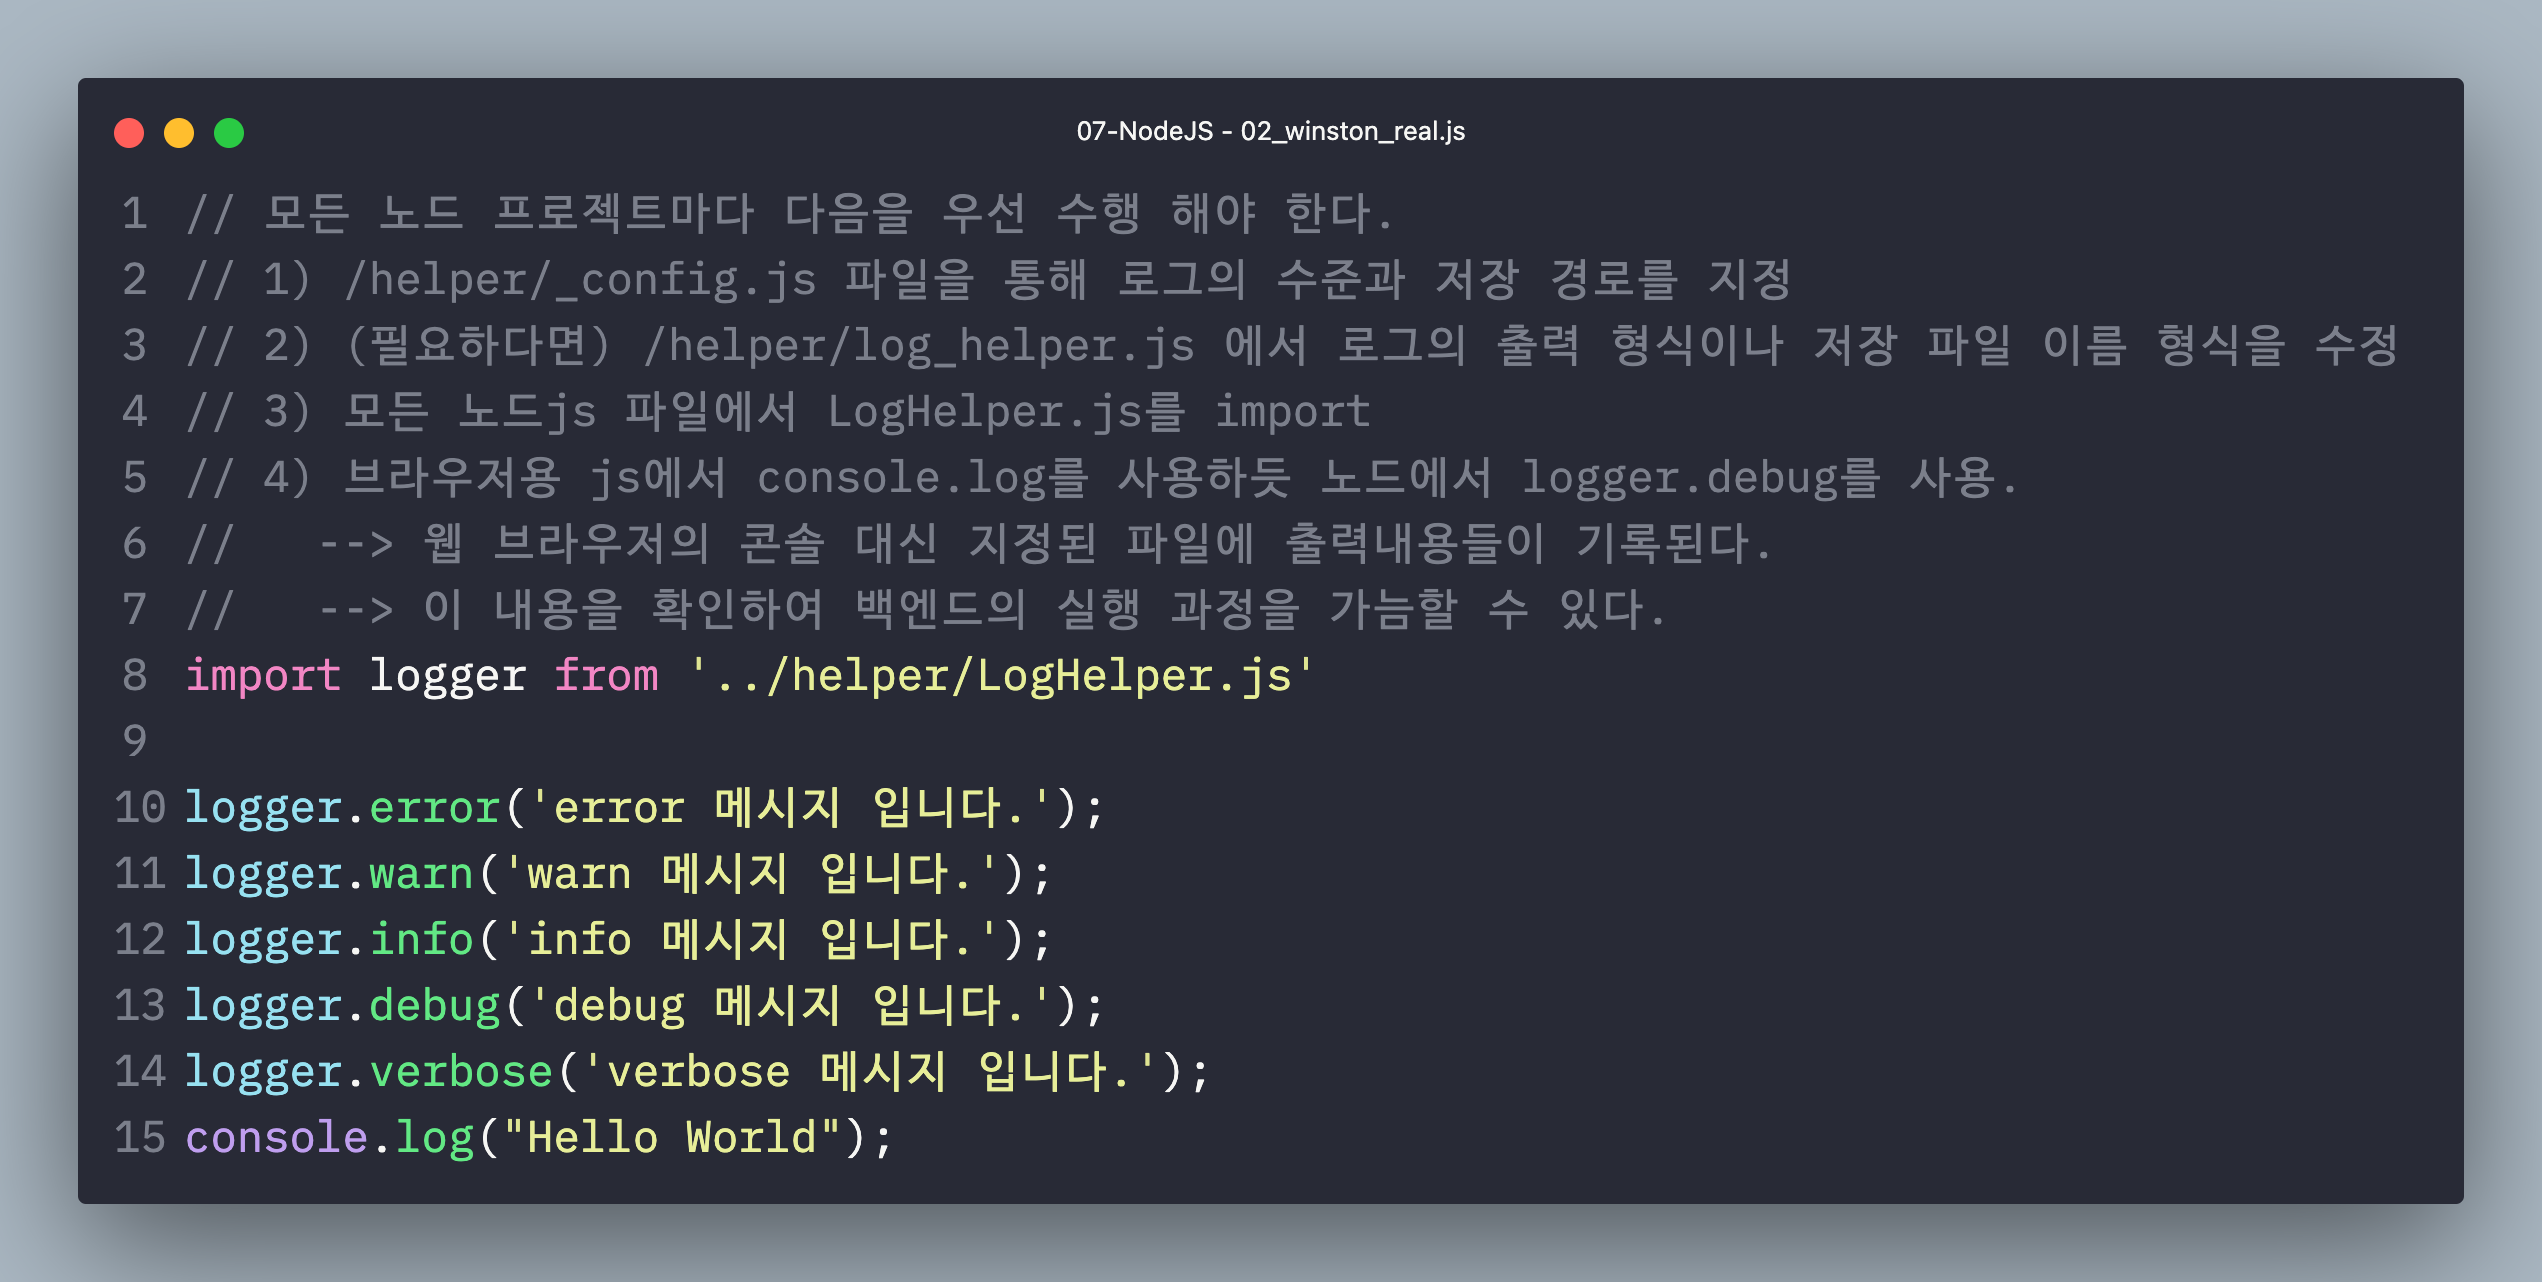 07-NodeJS - 02_winston_real.js
1 // 모든 노드 프로젝트마다 다음을 우선 수행 해야 한다.
2 // 1) /helper/_config.js 파일을 통해 로그의 수준과 저장 경로를 지정
3 // 2) (필요하다면) /helper/log_helper.js 에서 로그의 출력 형식이나 저장 파일 이름 형식을 수정
4 // 3) 모든 노드js 파일에서 LogHelper.js를 import
5 // 4) 브라우저용 js에서 console.log를 사용하듯 노드에서 logger.debug를 사용.
6 //   --> 웹 브라우저의 콘솔 대신 지정된 파일에 출력내용들이 기록된다.
7 //   --> 이 내용을 확인하여 백엔드의 실행 과정을 가늠할 수 있다.
8 import logger from '../helper/LogHelper.js'
9
10 logger.error('error 메시지 입니다.');
11 logger.warn('warn 메시지 입니다.');
12 logger.info('info 메시지 입니다.');
13 logger.debug('debug 메시지 입니다.');
14 logger.verbose('verbose 메시지 입니다.');
15 console.log("Hello World");